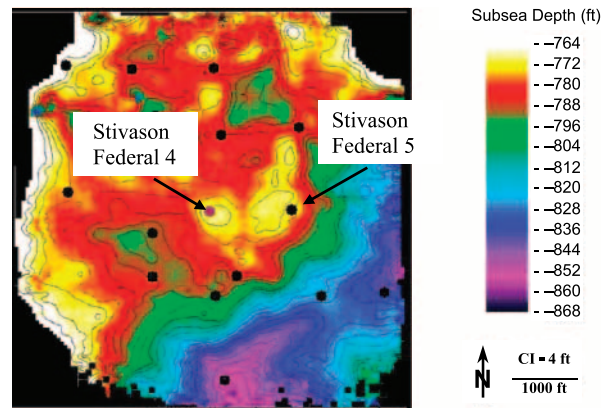 Subsea Depth (ft)
Stivason
Federal 4
Stivason
Federal 5
-764
-772
-780
-788
-796
-804
-812
-820
-828
-836
-844
-852
-860
-868
N
CI = 4 ft
1000 ft